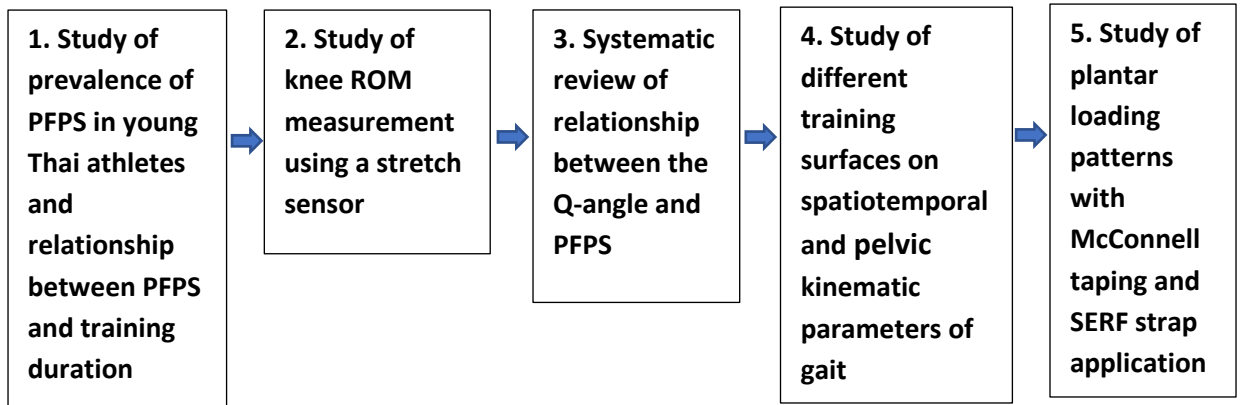 1. Study of
prevalence of
PFPS in young
Thai athletes
and
relationship
between PFPS
and training
duration
2. Study of
knee ROM
measurement
using a stretch
sensor
3. Systematic
review of
relationship
between the
Q-angle and
PFPS
4. Study of
different
training
surfaces on
spatiotemporal
and pelvic
kinematic
parameters of
gait
5. Study of
plantar
loading
patterns
with
McConnell
taping and
SERF strap
application